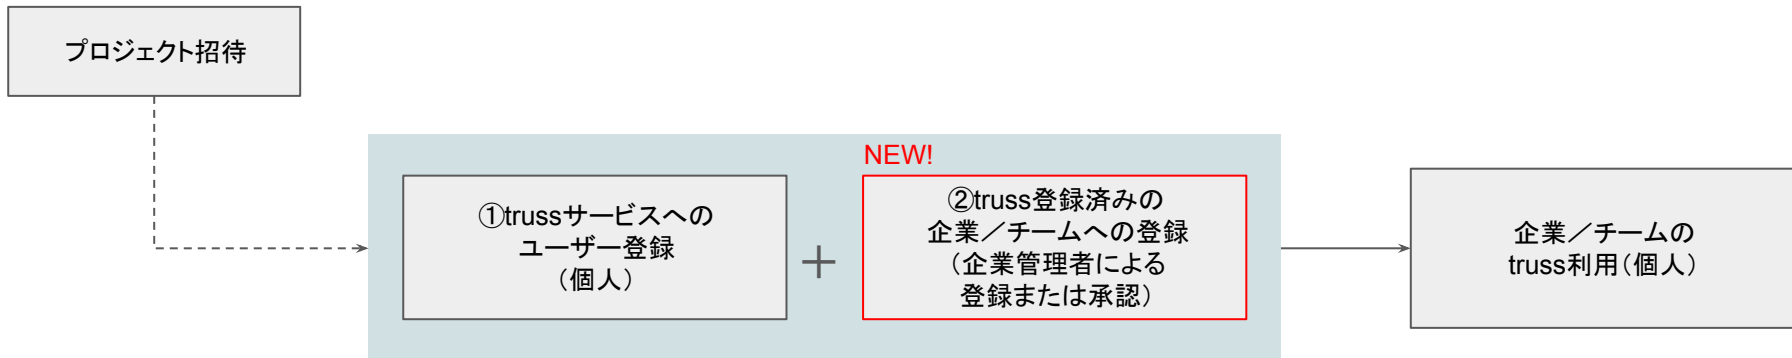 プロジェクト招待
NEW!
①trussサービスへの
ユーザー登録
（個人）
＋
②truss登録済みの
企業／チームへの登録
（企業管理者による
登録または承認）
企業／チームの
truss利用（個人）